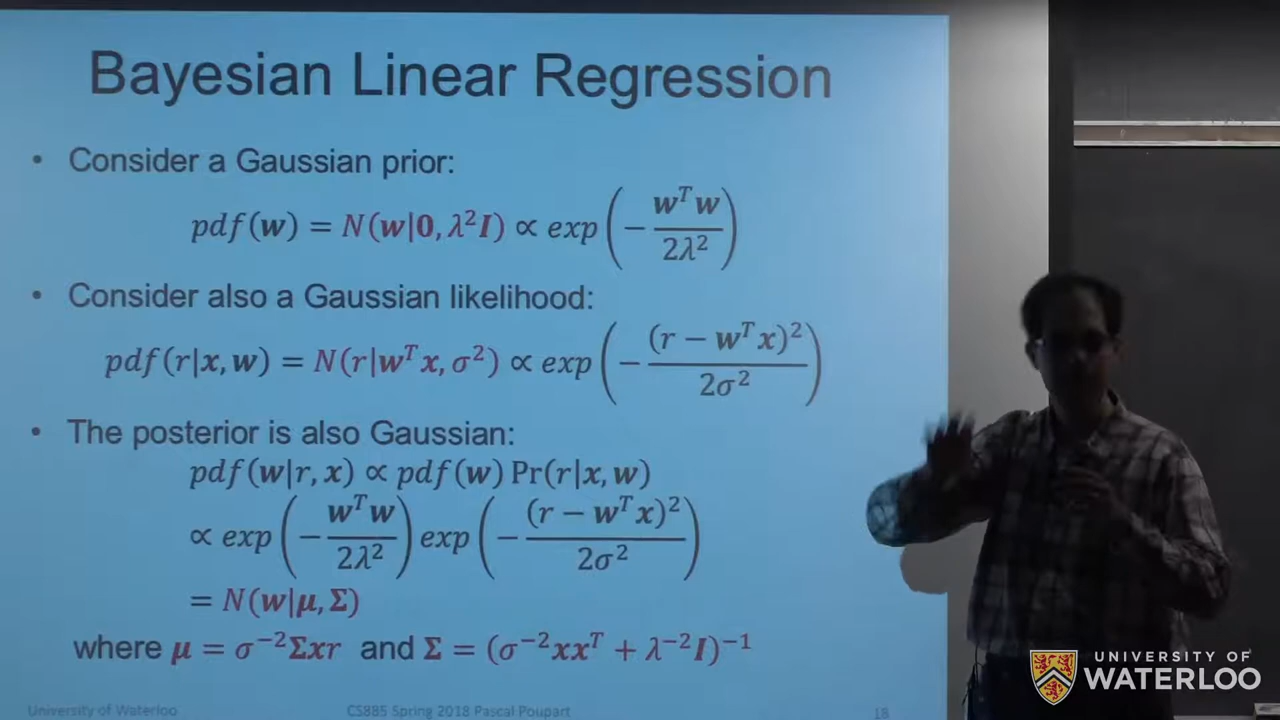 Bayesian Linear Regression
• Consider a Gaussian prior:
pdf(w) = N(w|0, λ²I) ∝ exp(− wᵀw / 2λ²)
• Consider also a Gaussian likelihood:
pdf(r|x, w) = N(r|wᵀx, σ²) ∝ exp(− (r − wᵀx)² / 2σ²)
• The posterior is also Gaussian:
pdf(w|r, x) ∝ pdf(w) Pr(r|x, w)
∝ exp(− wᵀw / 2λ²) exp(− (r − wᵀx)² / 2σ²)
= N(w|μ, Σ)
where μ = σ⁻²Σxr and Σ = (σ⁻²xxᵀ + λ⁻²I)⁻¹
University of Waterloo CS885 Spring 2018 Pascal Poupart 18
UNIVERSITY OF
WATERLOO